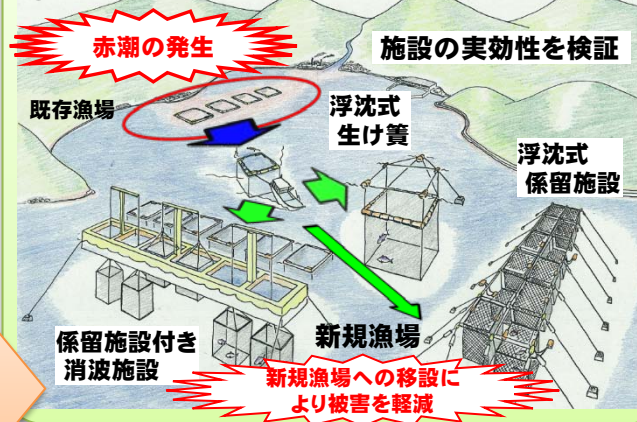 赤潮の発生
施設の実効性を検証
既存漁場
浮沈式
生け簀
浮沈式
係留施設
係留施設付き
消波施設
新規漁場
新規漁場への移設に
より被害を軽減